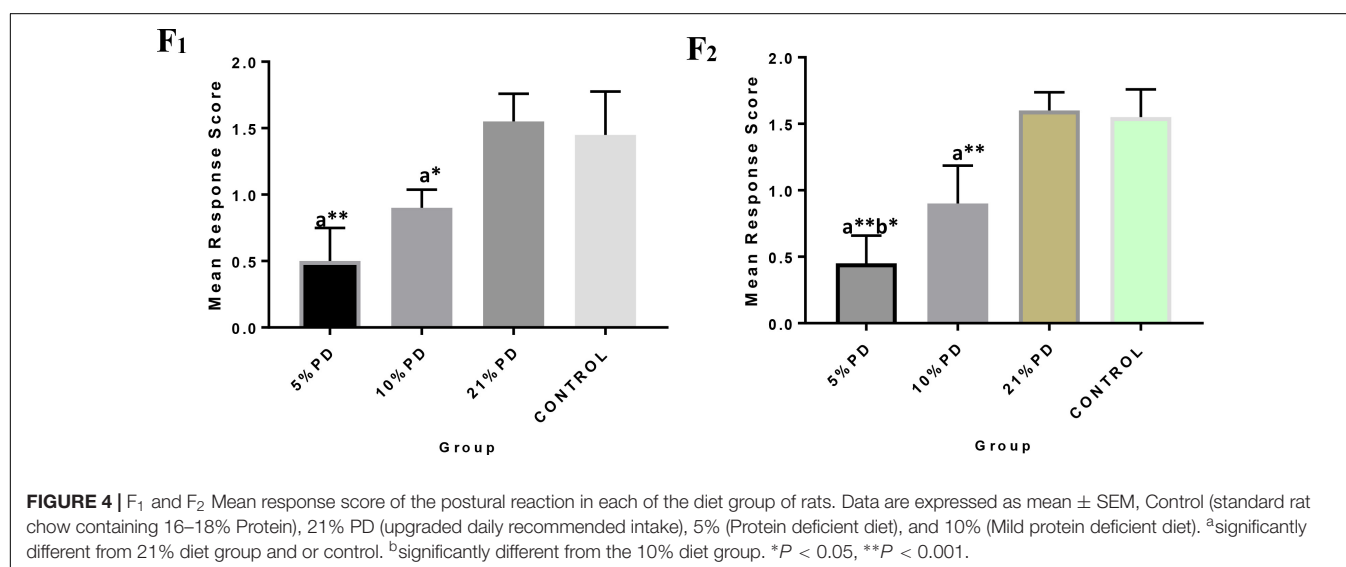 F1
Mean Response Score
2.0
1.5
1.0
0.5
0.0
a**
a*
5%PD
10%PD
21%PD
CONTROL
Group
F2
Mean Response Score
2.0
1.5
1.0
0.5
0.0
a**b*
a**
5%PD
10%PD
21%PD
CONTROL
Group
FIGURE 4 | F1 and F2 Mean response score of the postural reaction in each of the diet group of rats. Data are expressed as mean ± SEM, Control (standard rat
chow containing 16–18% Protein), 21% PD (upgraded daily recommended intake), 5% (Protein deficient diet), and 10% (Mild protein deficient diet). asignificantly
different from 21% diet group and or control. bsignificantly different from the 10% diet group. *P < 0.05, **P < 0.001.